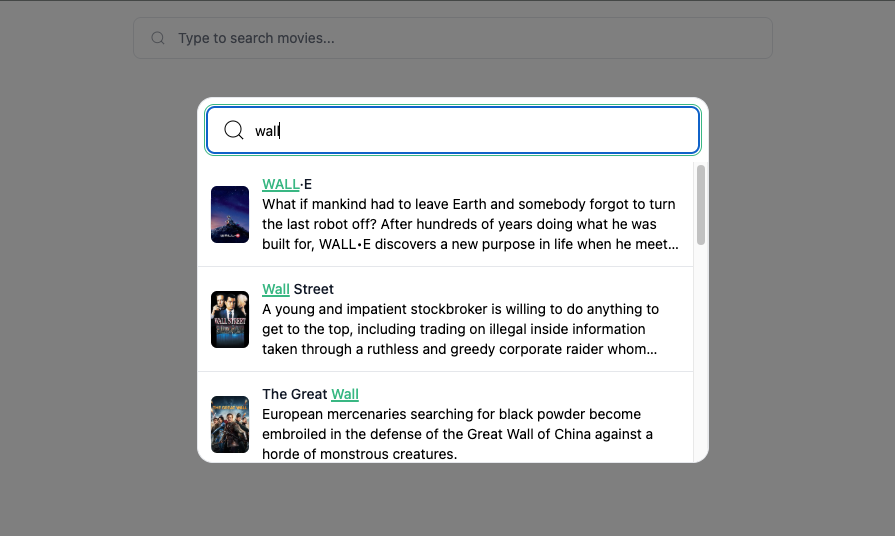 Type to search movies...
wall
WALL·E
What if mankind had to leave Earth and somebody forgot to turn
the last robot off? After hundreds of years doing what he was
built for, WALL•E discovers a new purpose in life when he meet...
Wall Street
A young and impatient stockbroker is willing to do anything to
get to the top, including trading on illegal inside information
taken through a ruthless and greedy corporate raider whom...
WALL STREET
The Great Wall
European mercenaries searching for black powder become
embroiled in the defense of the Great Wall of China against a
horde of monstrous creatures.
THE GREAT WALL